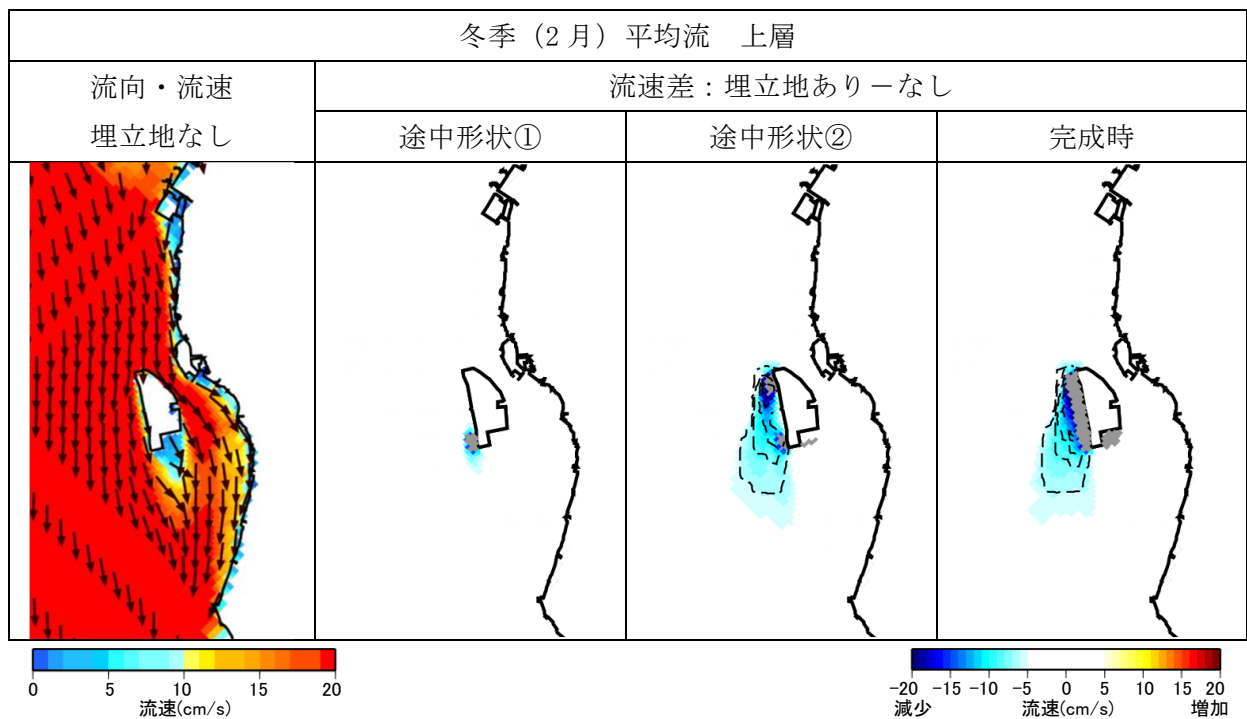 冬季（2月）平均流　上層
流向・流速
埋立地なし
流速差：埋立地あり－なし
途中形状①
途中形状②
完成時
0 5 10 15 20
流速(cm/s)
-20 -15 -10 -5 0 5 10 15 20
減少 流速(cm/s) 増加